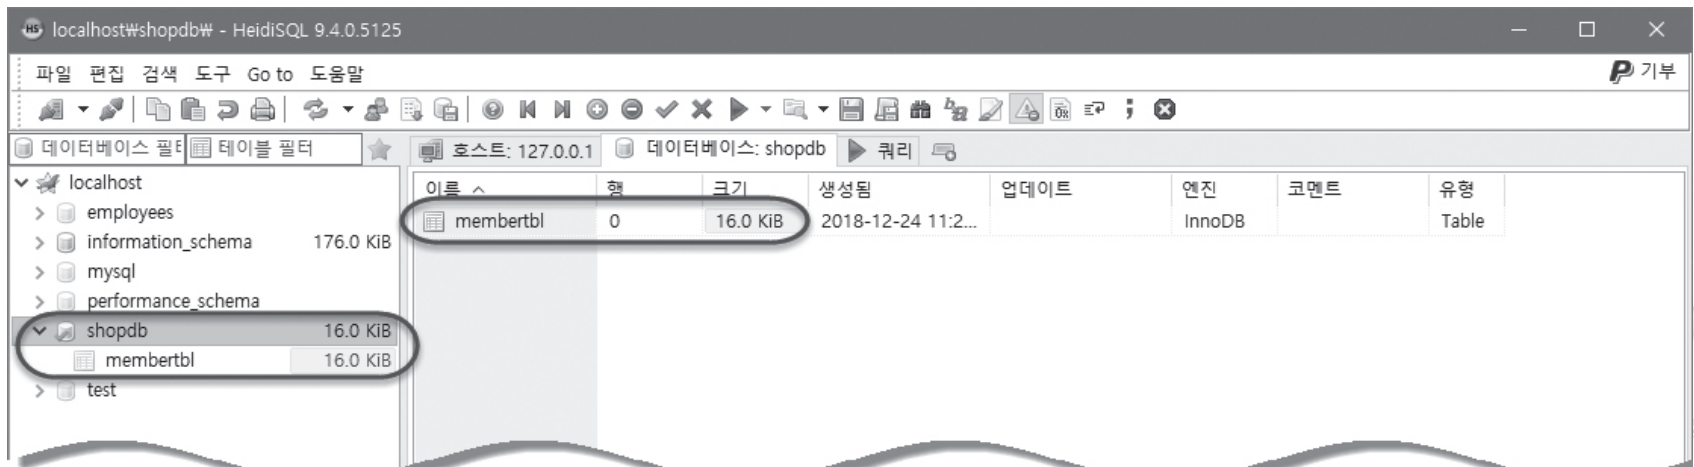 localhost₩shopdb₩ - HeidiSQL 9.4.0.5125
파일 편집 검색 도구 Go to 도움말
기부
데이터베이스 필터 테이블 필터
호스트: 127.0.0.1 데이터베이스: shopdb 쿼리
localhost
employees
information_schema 176.0 KiB
mysql
performance_schema
shopdb 16.0 KiB
membertbl 16.0 KiB
test
이름 행 크기 생성됨 업데이트 엔진 코멘트 유형
membertbl 0 16.0 KiB 2018-12-24 11:2... InnoDB Table